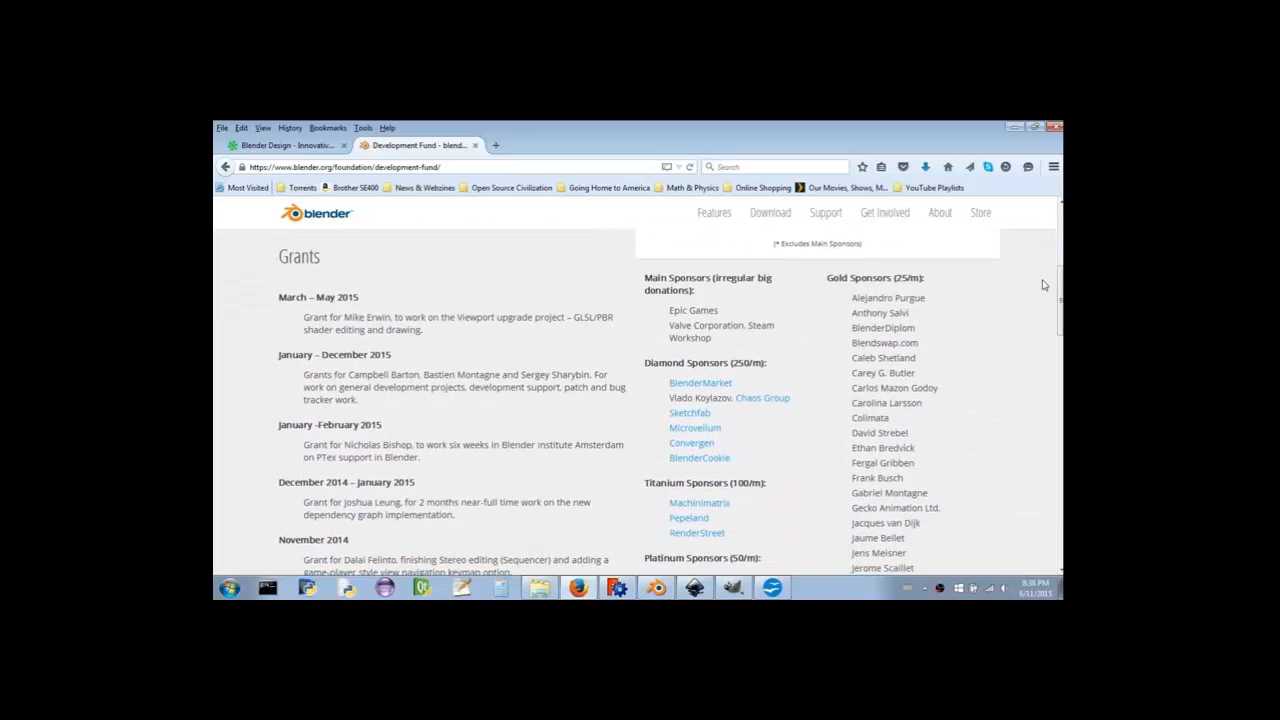 File Edit View History Bookmarks Tools Help
Blender Design - Innovativ...
Development Fund - blend...
https://www.blender.org/foundation/development-fund/
Search
Most Visited Torrents Brother SE400 News & Webzines Open Source Civilization Going Home to America Math & Physics Online Shopping Our Movies, Shows, M... YouTube Playlists
blender
Features Download Support Get Involved About Store
(* Excludes Main Sponsors)
Grants
March – May 2015
Grant for Mike Erwin, to work on the Viewport upgrade project – GLSL/PBR
shader editing and drawing.
January – December 2015
Grants for Campbell Barton, Bastien Montagne and Sergey Sharybin. For
work on general development projects, development support, patch and bug
tracker work.
January -February 2015
Grant for Nicholas Bishop, to work six weeks in Blender Institute Amsterdam
on PTex support in Blender.
December 2014 – January 2015
Grant for Joshua Leung, for 2 months near-full time work on the new
dependency graph implementation.
November 2014
Grant for Dalai Felinto, finishing Stereo editing (Sequencer) and adding a
game-player style view navigation keymap option.
Main Sponsors (irregular big
donations):
Epic Games
Valve Corporation, Steam
Workshop
Diamond Sponsors (250/m):
BlenderMarket
Vlado Koylazov, Chaos Group
Sketchfab
Microvellum
Convergen
BlenderCookie
Titanium Sponsors (100/m):
Machinimatrix
Pepeland
RenderStreet
Platinum Sponsors (50/m):
Gold Sponsors (25/m):
Alejandro Purgue
Anthony Salvi
BlenderDiplom
Blendswap.com
Caleb Shetland
Carey G. Butler
Carlos Mazon Godoy
Carolina Larsson
Colimata
David Strebel
Ethan Bredvick
Fergal Gribben
Frank Busch
Gabriel Montagne
Gecko Animation Ltd.
Jacques van Dijk
Jaume Bellet
Jens Meisner
Jerome Scaillet
8:38 PM
6/11/2015